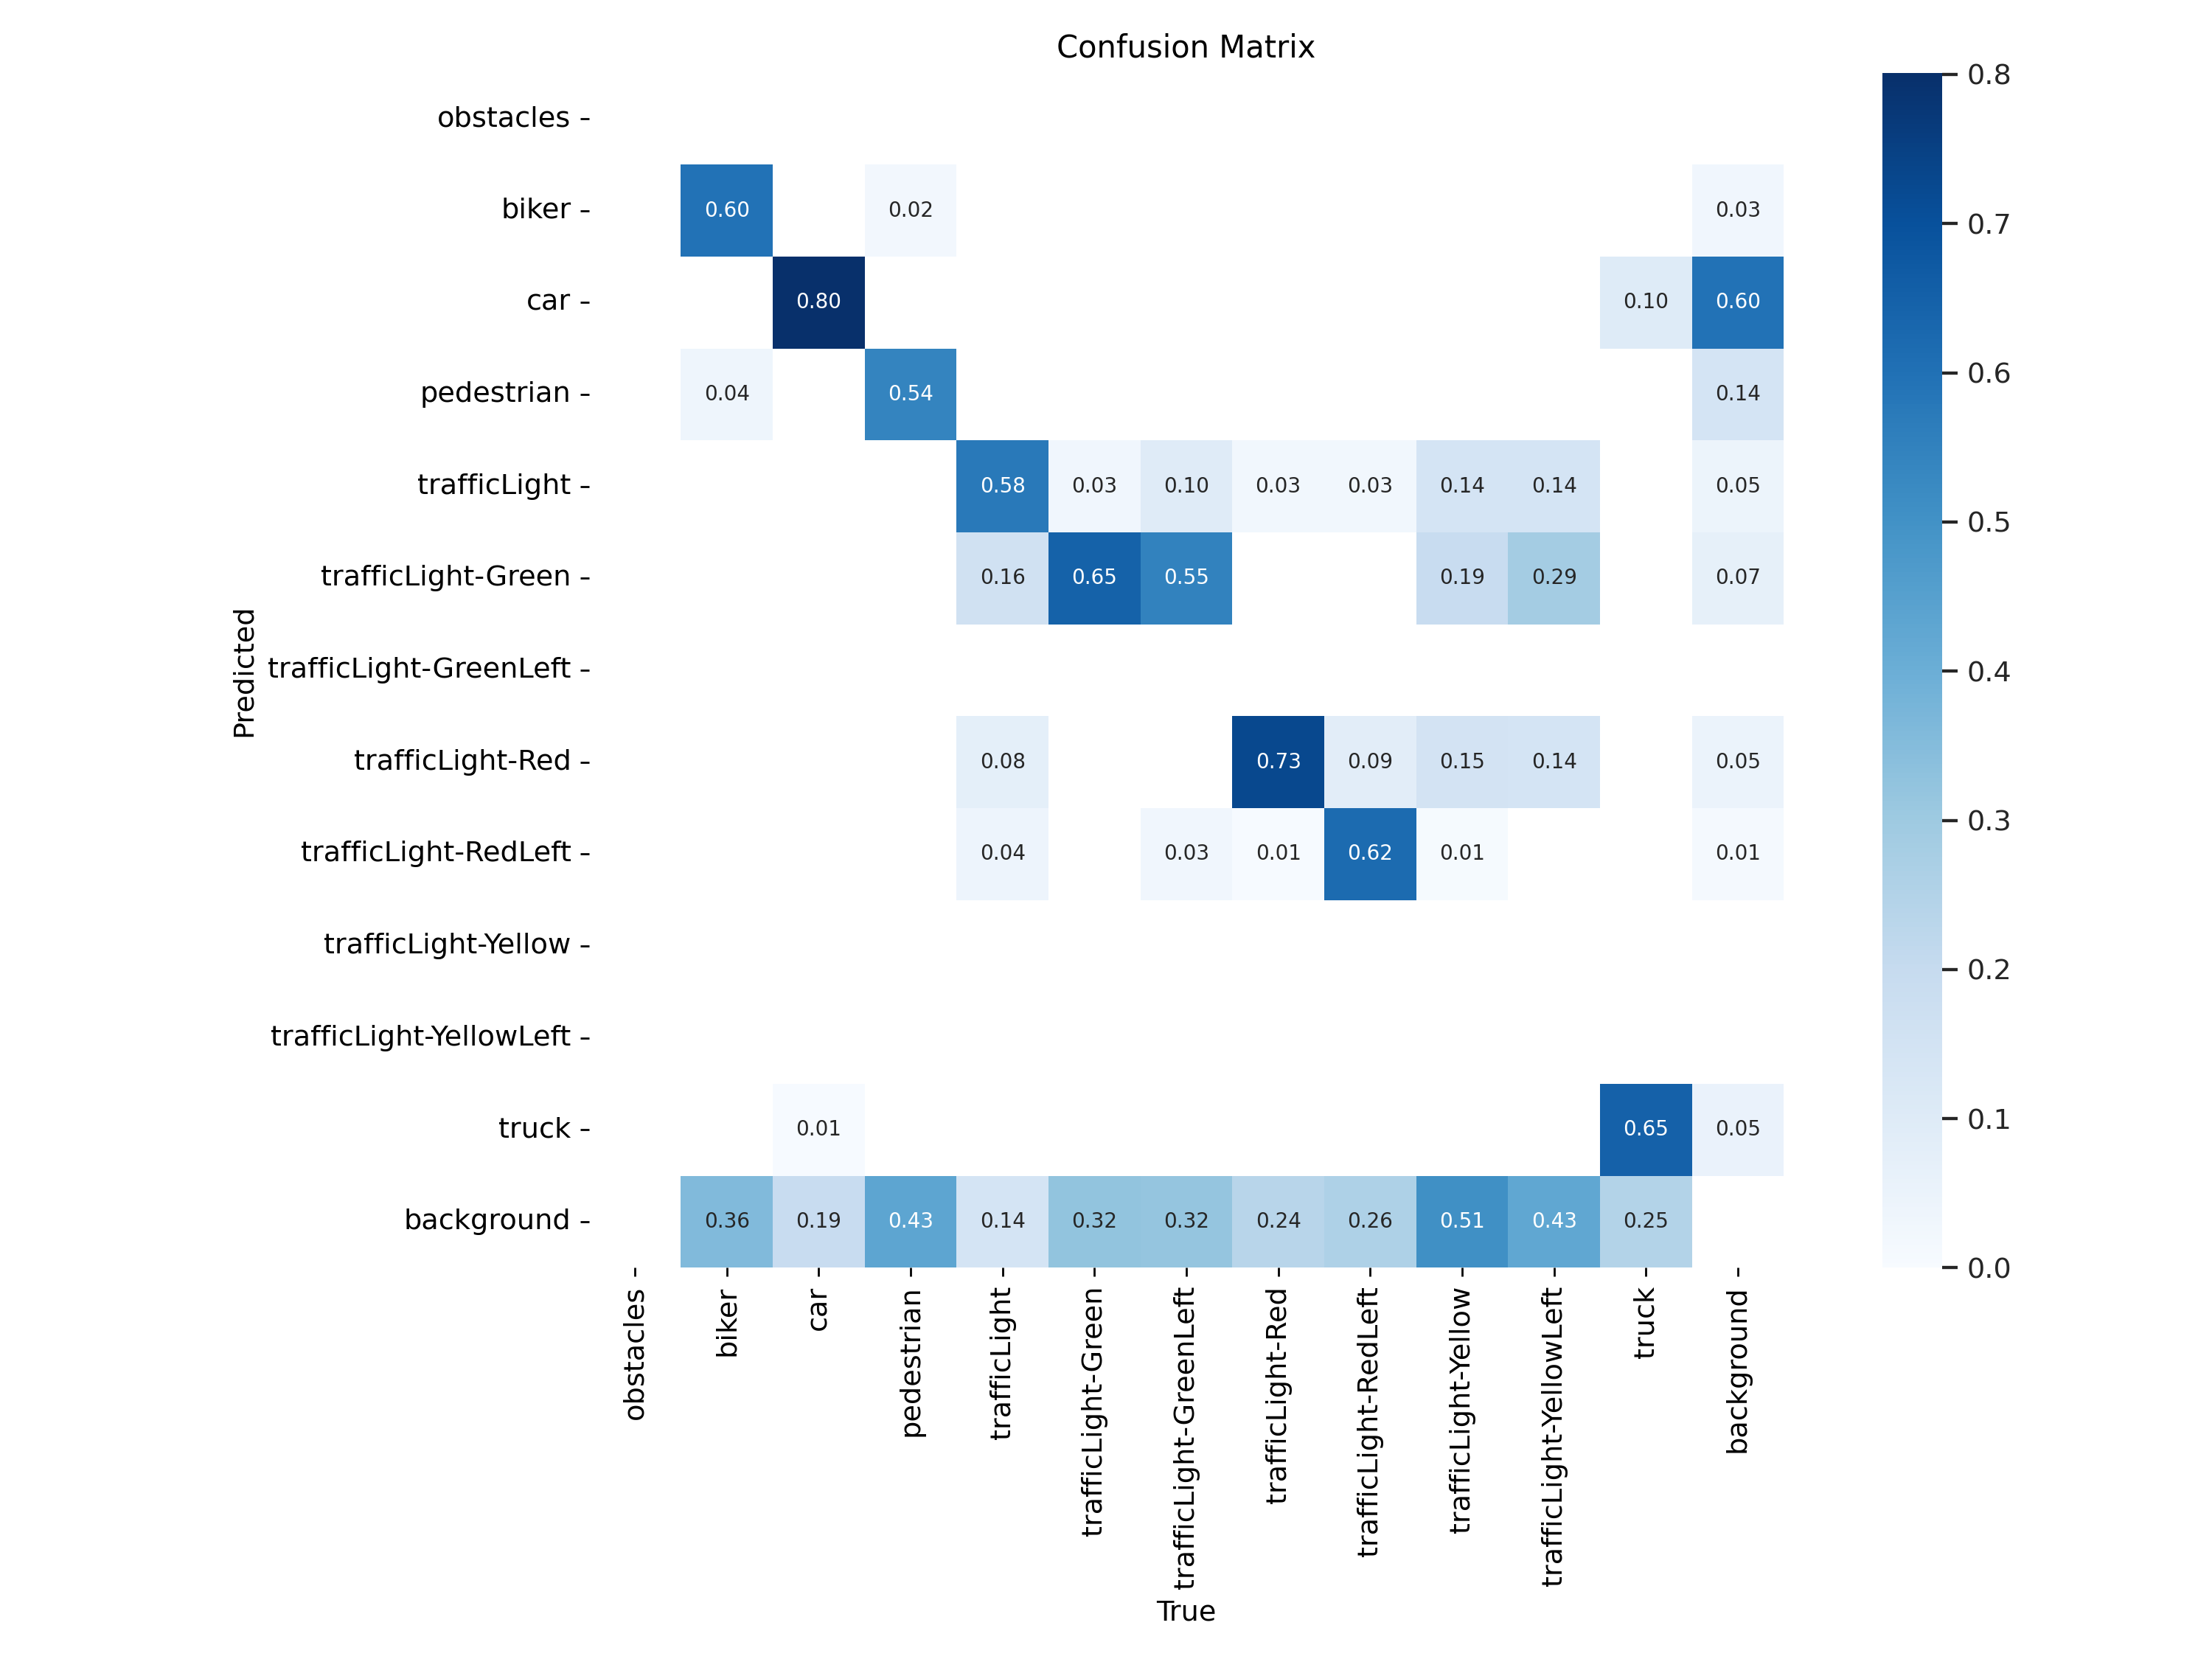 Confusion Matrix
obstacles
biker 0.60 0.02 0.03
car 0.80 0.10 0.60
pedestrian 0.04 0.54 0.14
trafficLight 0.58 0.03 0.10 0.03 0.03 0.14 0.14 0.05
trafficLight-Green 0.16 0.65 0.55 0.19 0.29 0.07
trafficLight-GreenLeft
trafficLight-Red 0.08 0.73 0.09 0.15 0.14 0.05
trafficLight-RedLeft 0.04 0.03 0.01 0.62 0.01 0.01
trafficLight-Yellow
trafficLight-YellowLeft
truck 0.01 0.65 0.05
background 0.36 0.19 0.43 0.14 0.32 0.32 0.24 0.26 0.51 0.43 0.25
Predicted
obstacles
biker
car
pedestrian
trafficLight
trafficLight-Green
trafficLight-GreenLeft
trafficLight-Red
trafficLight-RedLeft
trafficLight-Yellow
trafficLight-YellowLeft
truck
background
True
0.8
0.7
0.6
0.5
0.4
0.3
0.2
0.1
0.0